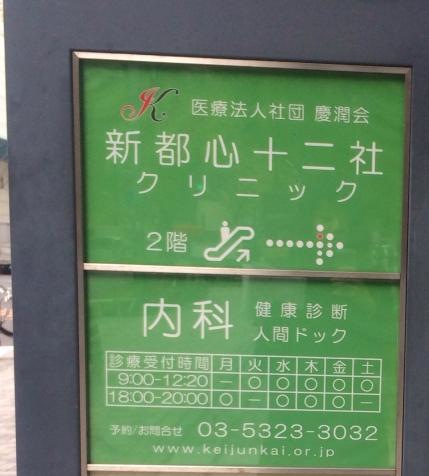 K 医療法人社団 慶潤会
新都心十二社
クリニック
2階
内科 健康診断
人間ドック
診療受付時間 月 火 水 木 金 土
9:00-12:20 — ○ ○ ○ ○ ○
18:00-20:00 ○ — ○ ○ ○ —
予約/お問合せ 03-5323-3032
www.keijunkai.or.jp